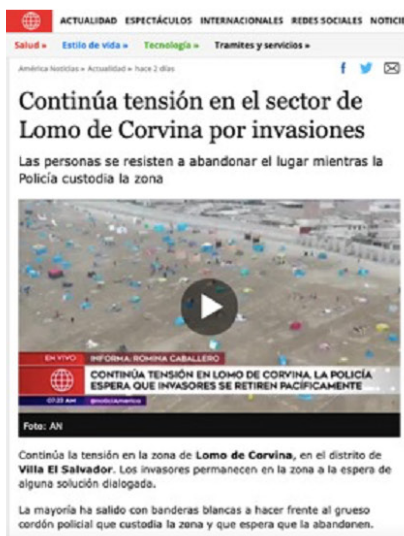 ACTUALIDAD ESPECTÁCULOS INTERNACIONALES REDES SOCIALES NOTICI
Salud » Estilo de vida » Tecnología » Tramites y servicios »
América Noticias » Actualidad » hace 2 días
Continúa tensión en el sector de
Lomo de Corvina por invasiones
Las personas se resisten a abandonar el lugar mientras la
Policía custodia la zona
EN VIVO INFORMA: ROMINA CABALLERO
CONTINÚA TENSIÓN EN LOMO DE CORVINA, LA POLICÍA
ESPERA QUE INVASORES SE RETIREN PACÍFICAMENTE
07:23 AM @noticiAmerica
Foto: AN
Continúa la tensión en la zona de Lomo de Corvina, en el distrito de
Villa El Salvador. Los invasores permanecen en la zona a la espera de
alguna solución dialogada.
La mayoría ha salido con banderas blancas a hacer frente al grueso
cordón policial que custodia la zona y que espera que la abandonen.